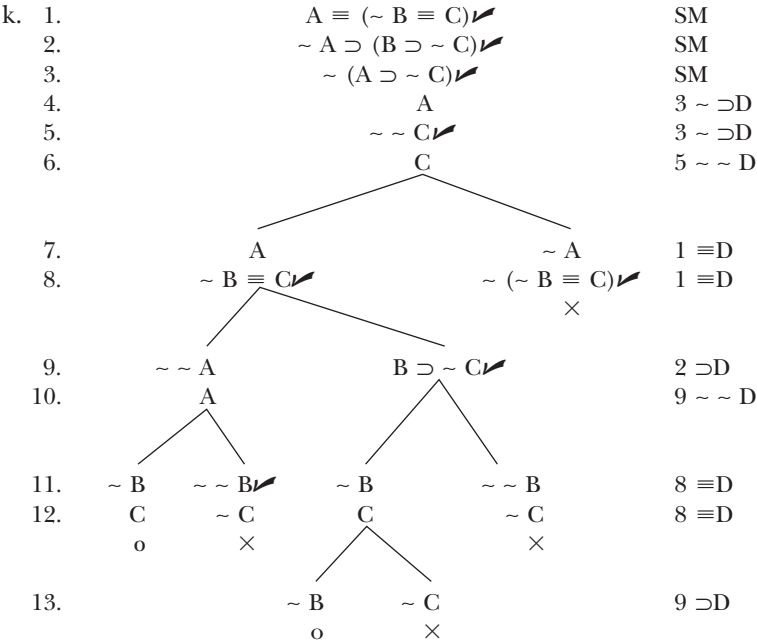 k. 1. A ≡ (~ B ≡ C)✔ SM
2. ~ A ⊃ (B ⊃ ~ C)✔ SM
3. ~ (A ⊃ ~ C)✔ SM
4. A 3 ~ ⊃D
5. ~ ~ C✔ 3 ~ ⊃D
6. C 5 ~ ~ D
7. A ~ A 1 ≡D
8. ~ B ≡ C✔ ~ (~ B ≡ C)✔ 1 ≡D
×
9. ~ ~ A B ⊃ ~ C✔ 2 ⊃D
10. A 9 ~ ~ D
11. ~ B ~ ~ B✔ ~ B ~ ~ B 8 ≡D
12. C ~ C C ~ C 8 ≡D
o × ×
13. ~ B ~ C 9 ⊃D
o ×